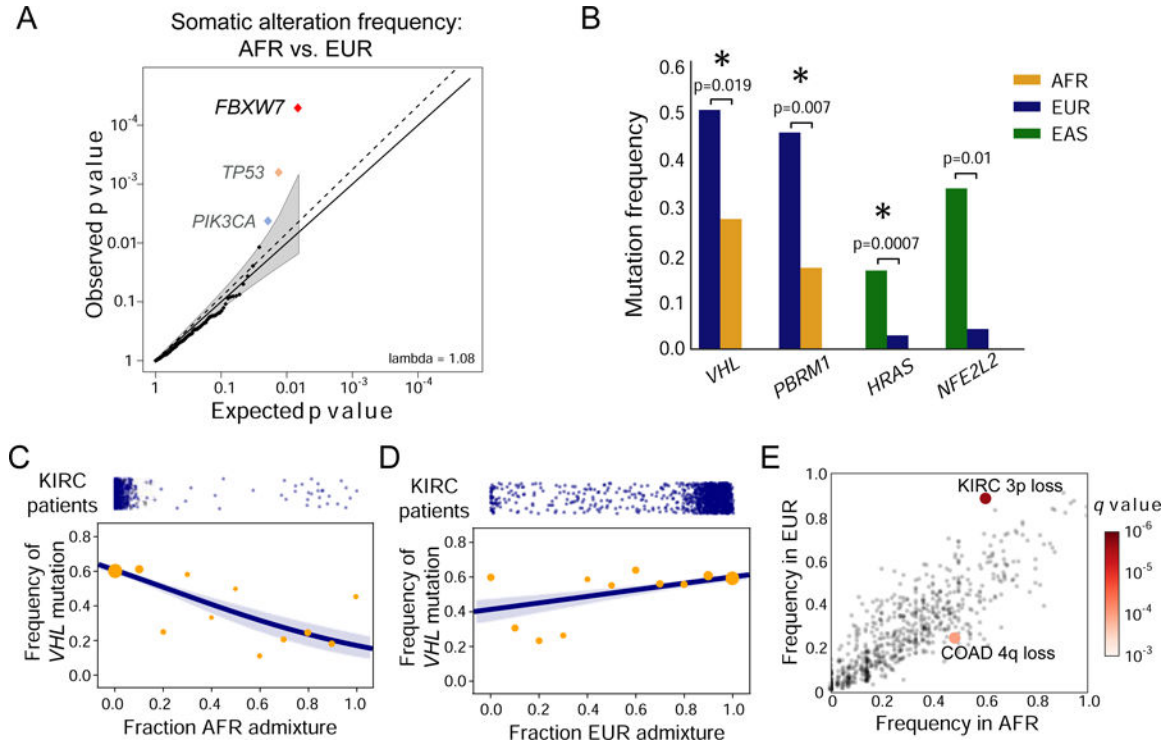 A
Somatic alteration frequency:
AFR vs. EUR
Observed p value
10⁻⁴
10⁻³
0.01
0.1
1
FBXW7
TP53
PIK3CA
lambda = 1.08
1
0.1
0.01
10⁻³
10⁻⁴
Expected p value
B
Mutation frequency
0.6
0.5
0.4
0.3
0.2
0.1
0.0
*
p=0.019
*
p=0.007
*
p=0.0007
p=0.01
AFR
EUR
EAS
VHL
PBRM1
HRAS
NFE2L2
C
KIRC
patients
Frequency of
VHL mutation
0.8
0.6
0.4
0.2
0.0
0.0
0.2
0.4
0.6
0.8
1.0
Fraction AFR admixture
D
KIRC
patients
Frequency of
VHL mutation
0.8
0.6
0.4
0.2
0.0
0.0
0.2
0.4
0.6
0.8
1.0
Fraction EUR admixture
E
Frequency in EUR
1.0
0.8
0.6
0.4
0.2
0
KIRC 3p loss
COAD 4q loss
0
0.2
0.4
0.6
0.8
1.0
Frequency in AFR
q value
10⁻⁶
10⁻⁵
10⁻⁴
10⁻³